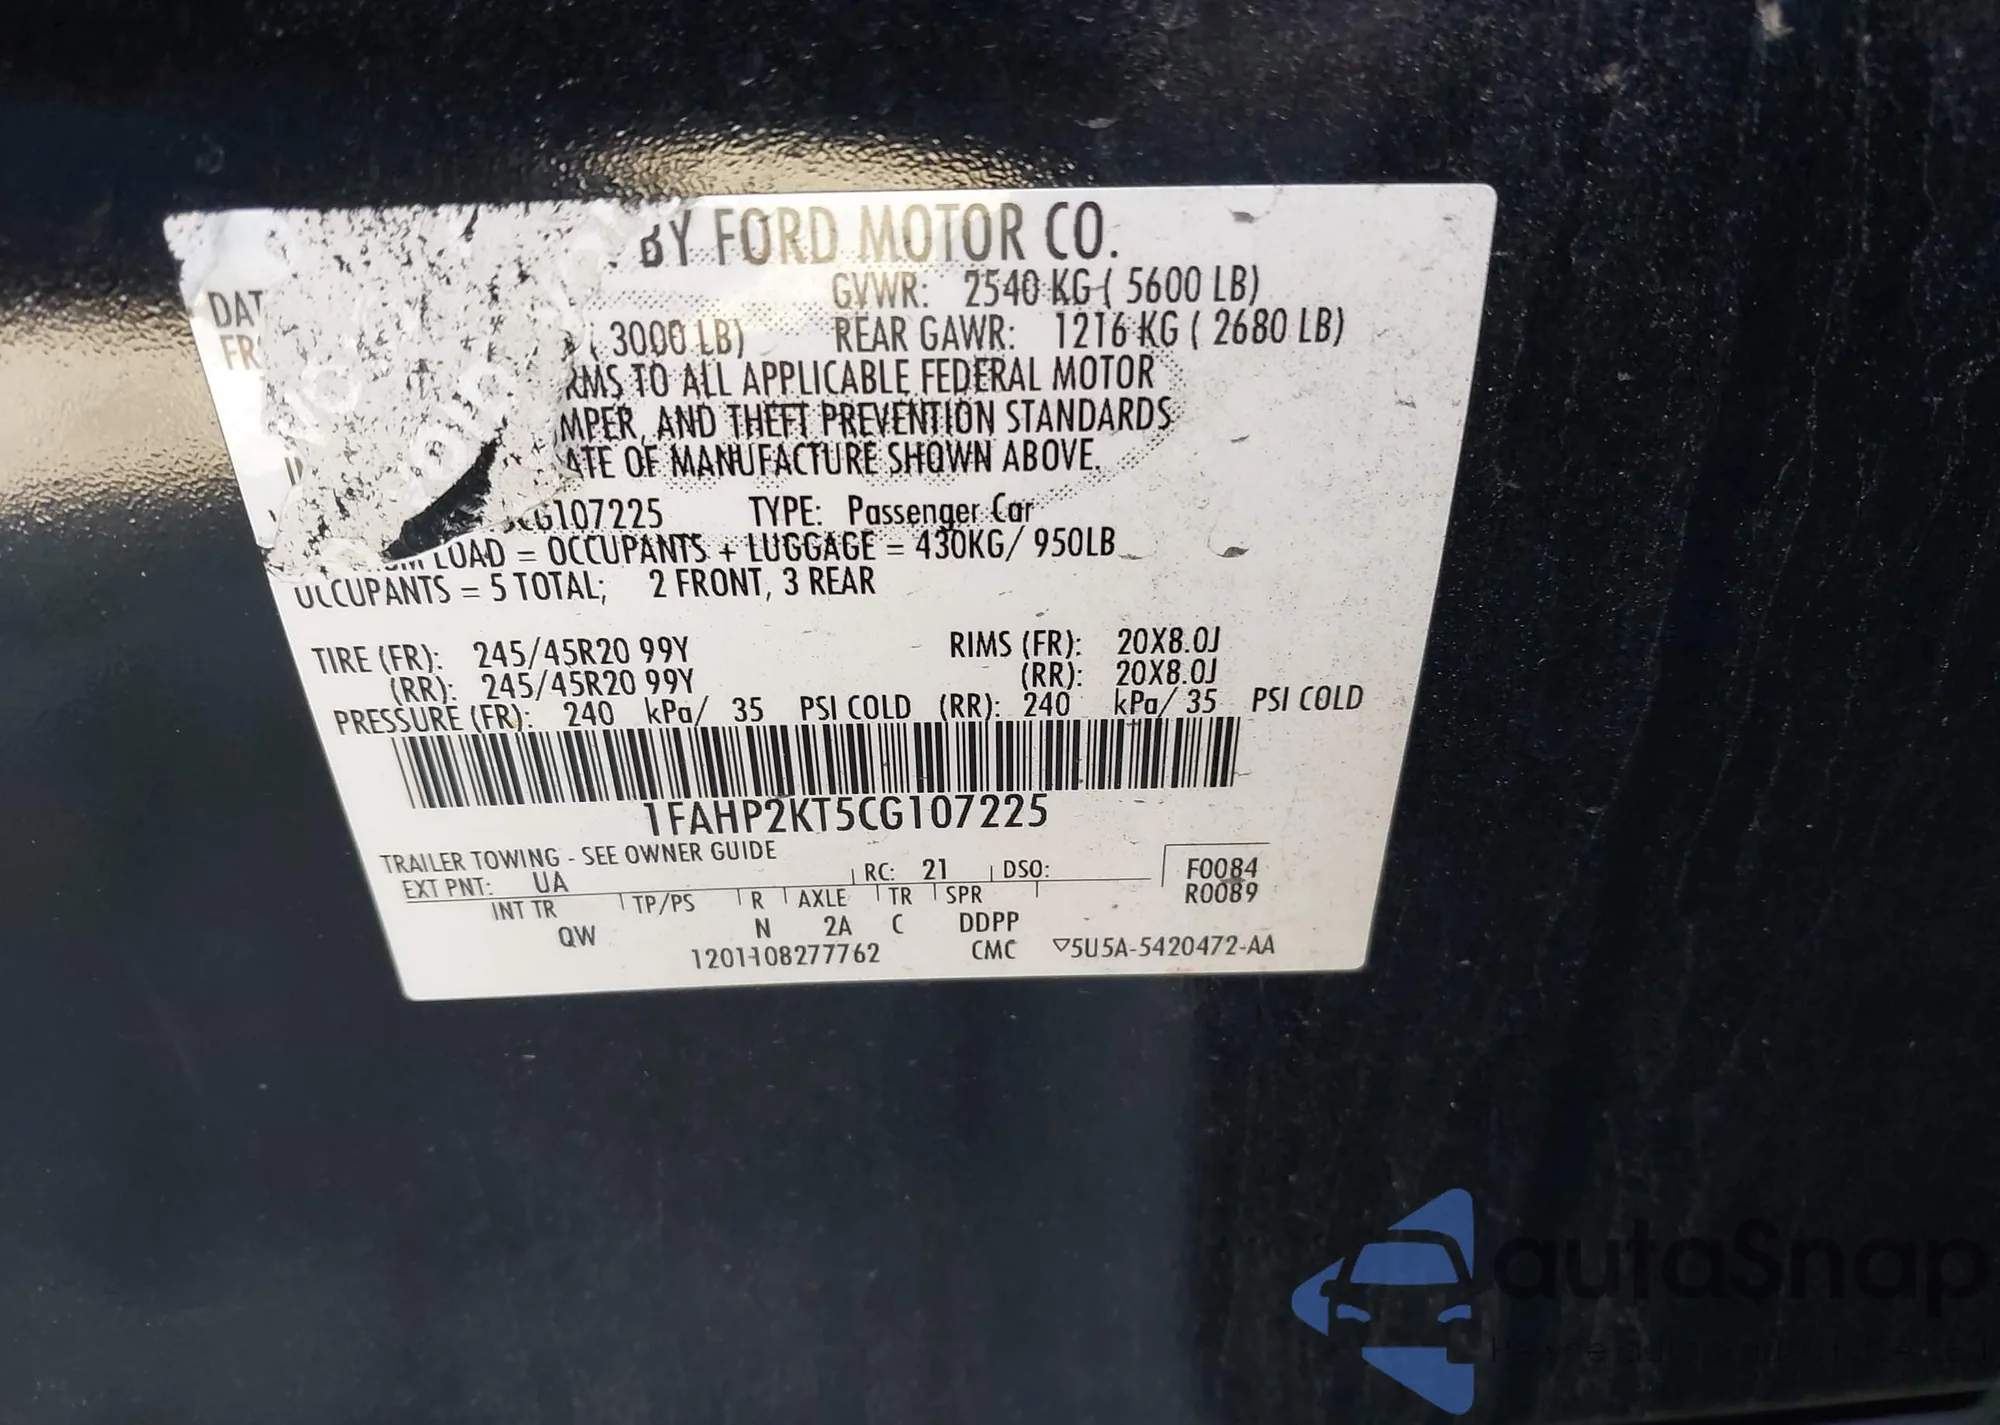 BY FORD MOTOR CO.
GVWR: 2540 KG ( 5600 LB)
( 3000 LB) REAR GAWR: 1216 KG ( 2680 LB)
TO ALL APPLICABLE FEDERAL MOTOR
AND THEFT PREVENTION STANDARDS
OF MANUFACTURE SHOWN ABOVE.
CG107225 TYPE: Passenger Car
LOAD = OCCUPANTS + LUGGAGE = 430KG/ 950LB
OCCUPANTS = 5 TOTAL; 2 FRONT, 3 REAR
TIRE (FR): 245/45R20 99Y RIMS (FR): 20X8.0J
(RR): 245/45R20 99Y (RR): 20X8.0J
PRESSURE (FR): 240 kPa/ 35 PSI COLD (RR): 240 kPa/ 35 PSI COLD
1FAHP2KT5CG107225
TRAILER TOWING - SEE OWNER GUIDE
EXT PNT: UA RC: 21 DSO: F0084
INT TR TP/PS R AXLE TR SPR R0089
QW N 2A C DDPP
1201108277762 CMC ▽5U5A-5420472-AA
autoSnap